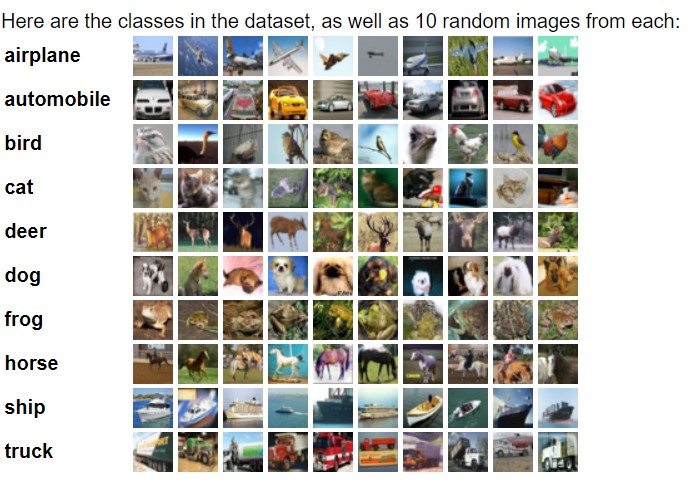 Here are the classes in the dataset, as well as 10 random images from each:
airplane
automobile
bird
cat
deer
dog
frog
horse
ship
truck